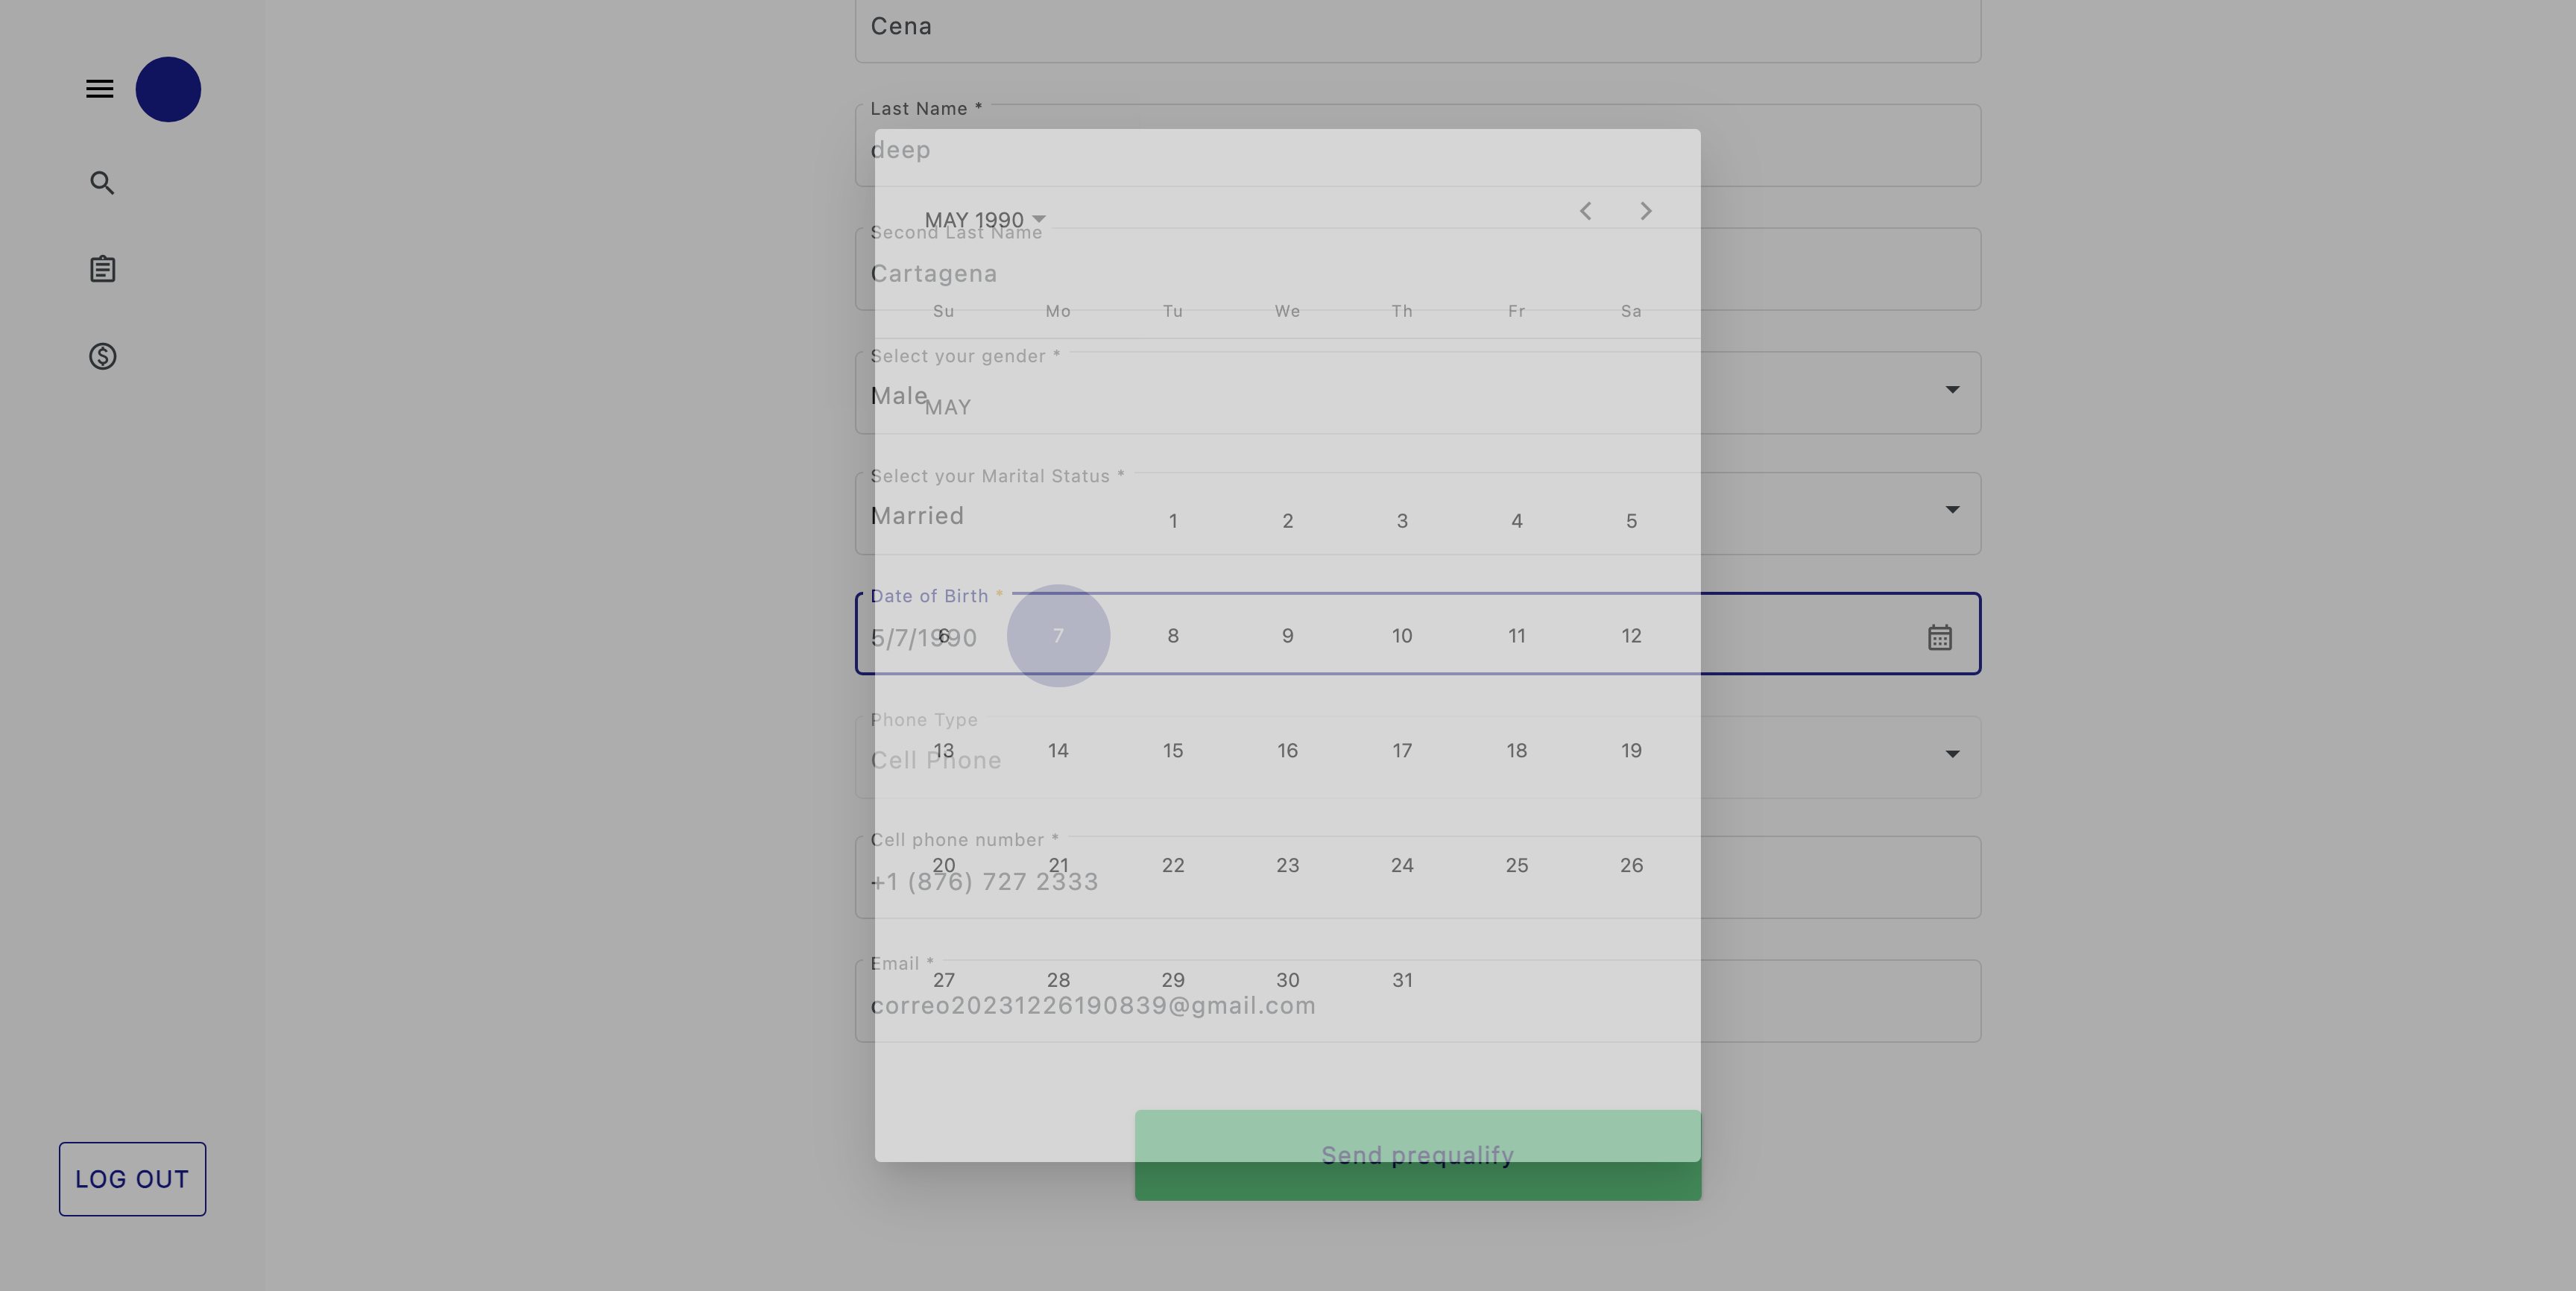 Cena
Last Name *
deep
MAY 1990
Second Last Name
Cartagena
Su Mo Tu We Th Fr Sa
Select your gender *
Male
MAY
Select your Marital Status *
Married
1 2 3 4 5
Date of Birth *
5/7/1990
6 7 8 9 10 11 12
Phone Type
Cell Phone
13 14 15 16 17 18 19
Cell phone number *
+1 (876) 727 2333
20 21 22 23 24 25 26
Email *
correo20231226190839@gmail.com
27 28 29 30 31
Send prequalify
LOG OUT